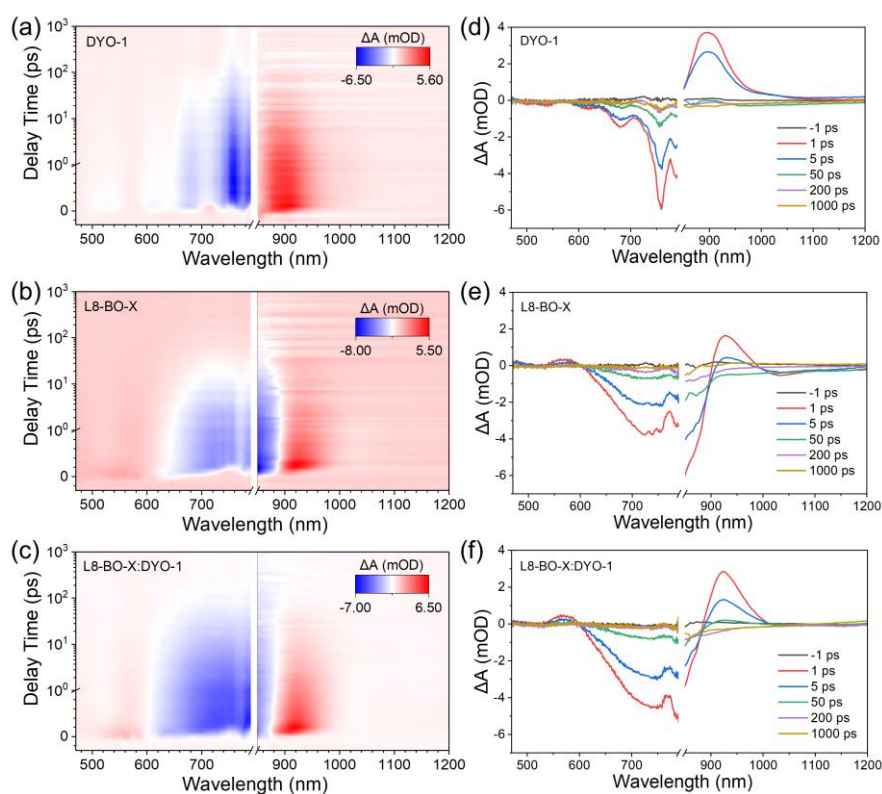 (a)
DYO-1
ΔA (mOD)
-6.50 5.60
Delay Time (ps)
10³
10²
10¹
10⁰
0
500 600 700 900 1000 1100 1200
Wavelength (nm)
(d)
DYO-1
ΔA (mOD)
4
2
0
-2
-4
-6
-1 ps
1 ps
5 ps
50 ps
200 ps
1000 ps
500 600 700 900 1000 1100 1200
Wavelength (nm)
(b)
L8-BO-X
ΔA (mOD)
-8.00 5.50
Delay Time (ps)
10³
10²
10¹
10⁰
0
500 600 700 900 1000 1100 1200
Wavelength (nm)
(e)
L8-BO-X
ΔA (mOD)
4
2
0
-2
-4
-6
-1 ps
1 ps
5 ps
50 ps
200 ps
1000 ps
500 600 700 900 1000 1100 1200
Wavelength (nm)
(c)
L8-BO-X:DYO-1
ΔA (mOD)
-7.00 6.50
Delay Time (ps)
10³
10²
10¹
10⁰
0
500 600 700 900 1000 1100 1200
Wavelength (nm)
(f)
L8-BO-X:DYO-1
ΔA (mOD)
4
2
0
-2
-4
-6
-1 ps
1 ps
5 ps
50 ps
200 ps
1000 ps
500 600 700 900 1000 1100 1200
Wavelength (nm)